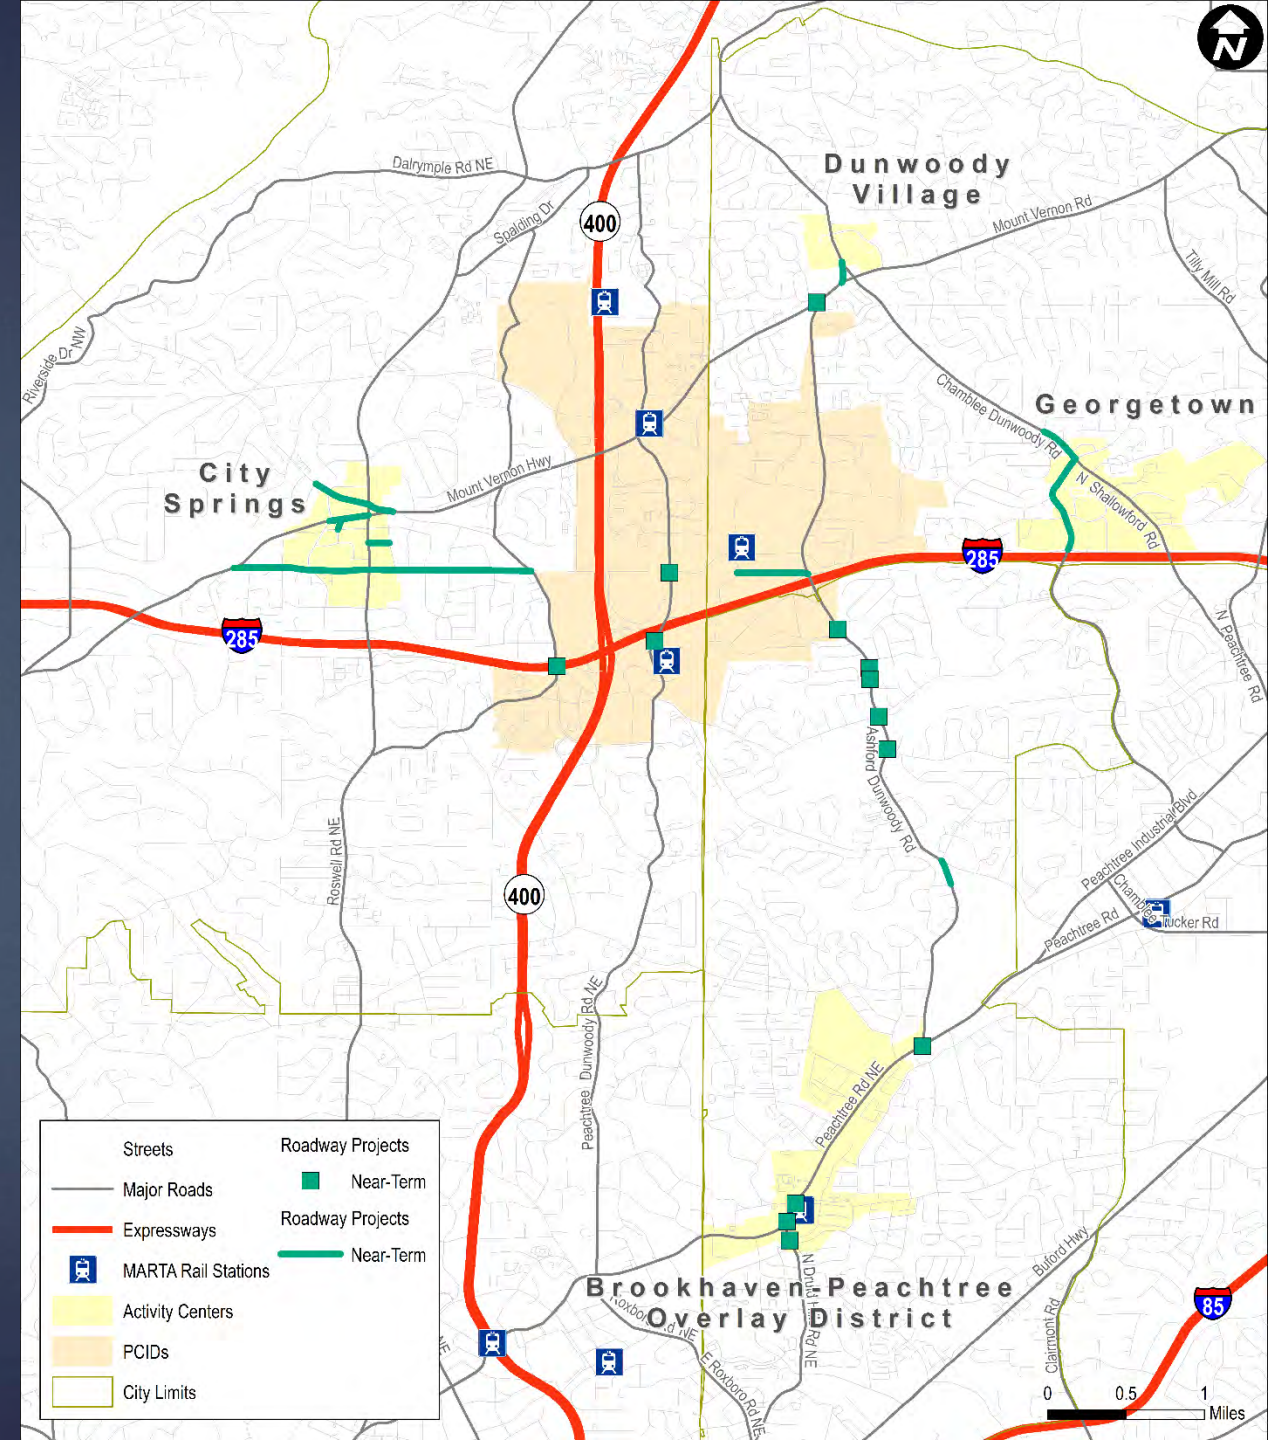 N
Dunwoody
Village
Dalrymple Rd NE
Mount Vernon Rd
Spalding Dr
400
Tilly Mill Rd
Riverside Dr NW
Chamblee Dunwoody Rd
Georgetown
City
Springs
Mount Vernon Hwy
N Shallowford Rd
285
285
N Peachtree Rd
Ashford Dunwoody Rd
Roswell Rd NE
Peachtree Industrial Blvd
400
Chamblee
Tucker Rd
Peachtree Rd
Peachtree Dunwoody Rd NE
Peachtree Rd NE
Streets
Major Roads
Expressways
MARTA Rail Stations
Activity Centers
PCIDs
City Limits
Roadway Projects
Near-Term
Roadway Projects
Near-Term
Buford Hwy
Brookhaven-Peachtree
Overlay District
NE
NE
E Roxboro Rd NE
Clairmont Rd
85
0 0.5 1
Miles